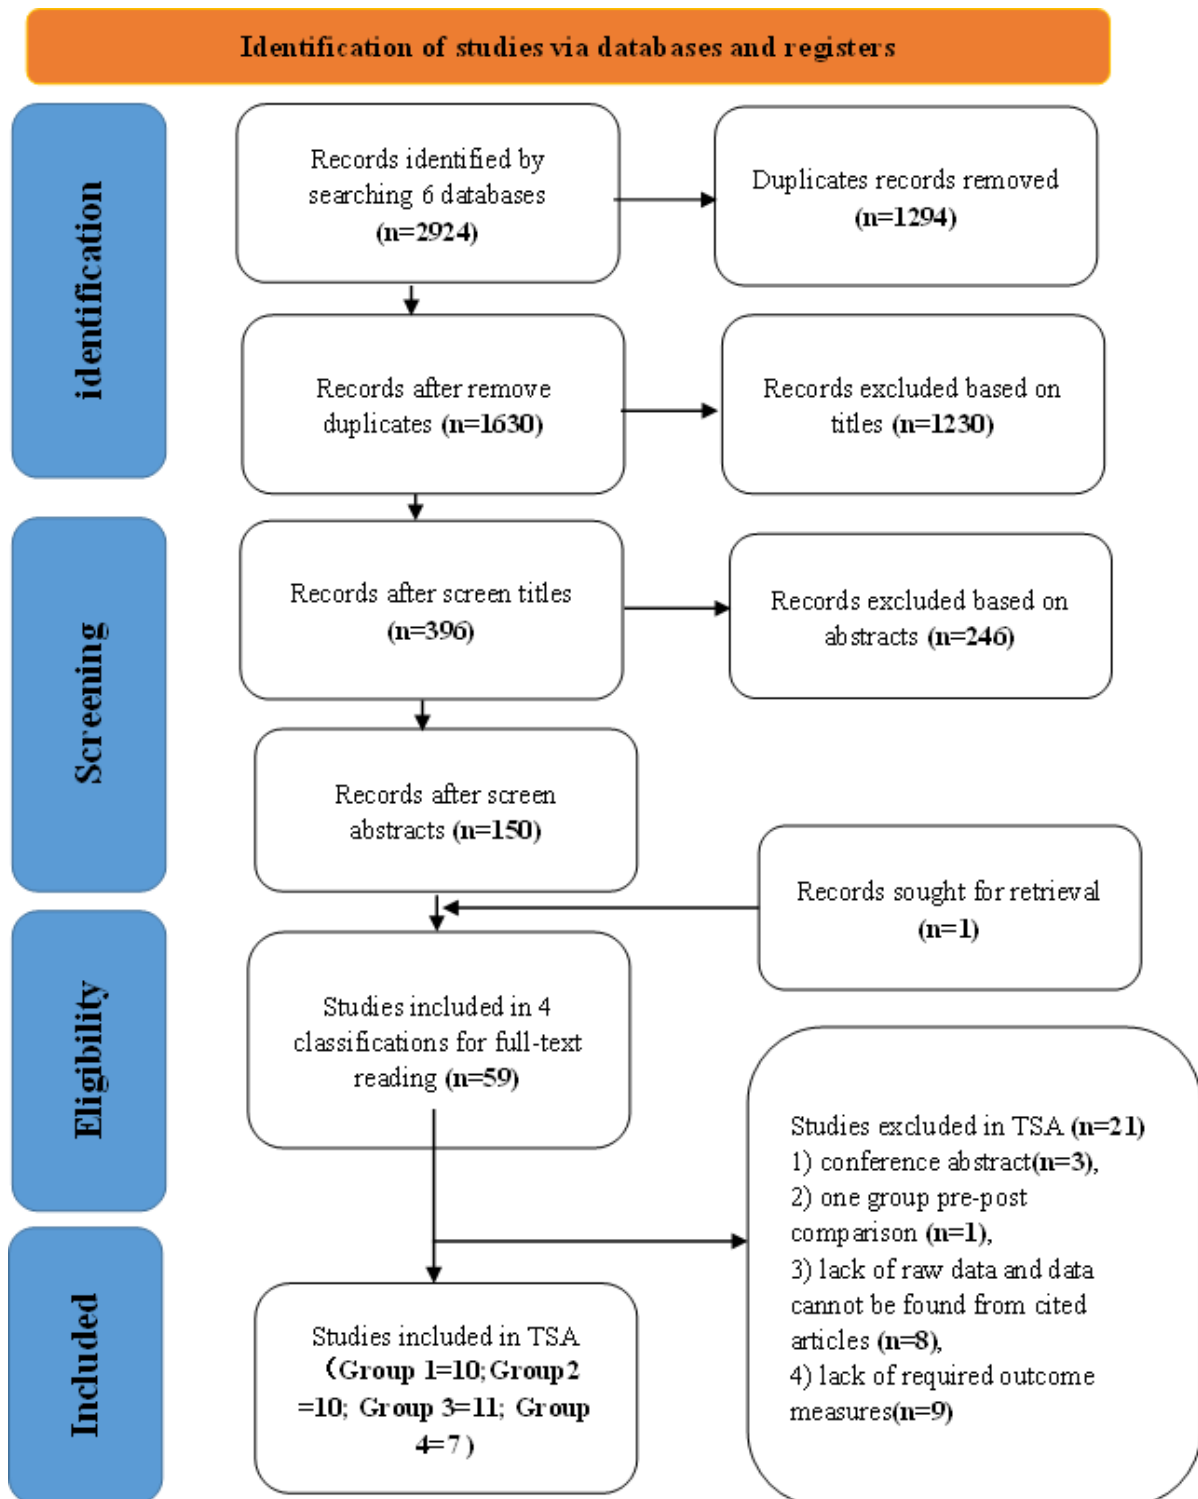 Identification of studies via databases and registers
identification
Records identified by
searching 6 databases
(n=2924)
Duplicates records removed
(n=1294)
Records after remove
duplicates (n=1630)
Records excluded based on
titles (n=1230)
Screening
Records after screen titles
(n=396)
Records excluded based on
abstracts (n=246)
Records after screen
abstracts (n=150)
Records sought for retrieval
(n=1)
Eligibility
Studies included in 4
classifications for full-text
reading (n=59)
Studies excluded in TSA (n=21)
1) conference abstract(n=3),
2) one group pre-post
comparison (n=1),
3) lack of raw data and data
cannot be found from cited
articles (n=8),
4) lack of required outcome
measures(n=9)
Included
Studies included in TSA
（Group 1=10; Group2
=10; Group 3=11; Group
4=7 )